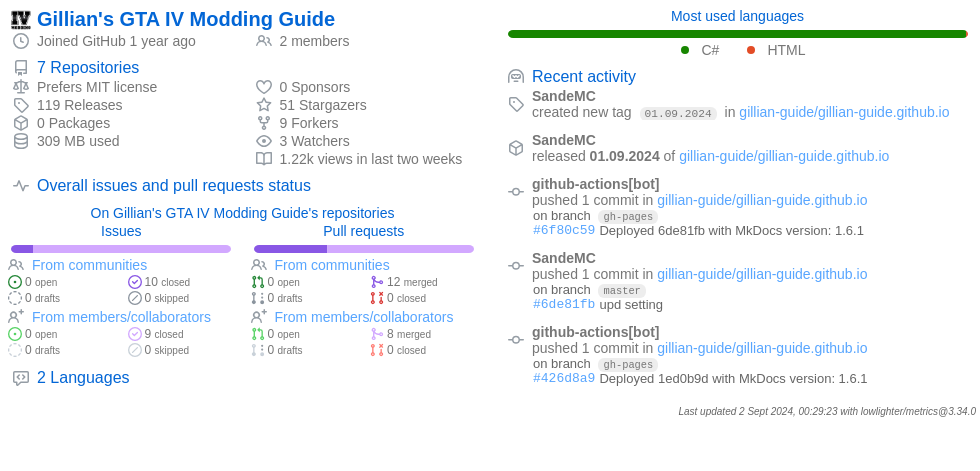 IV
Gillian's GTA IV Modding Guide
Joined GitHub 1 year ago
2 members
7 Repositories
Prefers MIT license
119 Releases
0 Packages
309 MB used
0 Sponsors
51 Stargazers
9 Forkers
3 Watchers
1.22k views in last two weeks
Overall issues and pull requests status
On Gillian's GTA IV Modding Guide's repositories
Issues
From communities
0 open
10 closed
0 drafts
0 skipped
From members/collaborators
0 open
9 closed
0 drafts
0 skipped
Pull requests
From communities
0 open
12 merged
0 drafts
0 closed
From members/collaborators
0 open
8 merged
0 drafts
0 closed
2 Languages
Most used languages
C#
HTML
Recent activity
SandeMC
created new tag 01.09.2024 in gillian-guide/gillian-guide.github.io
SandeMC
released 01.09.2024 of gillian-guide/gillian-guide.github.io
github-actions[bot]
pushed 1 commit in gillian-guide/gillian-guide.github.io
on branch gh-pages
#6f80c59 Deployed 6de81fb with MkDocs version: 1.6.1
SandeMC
pushed 1 commit in gillian-guide/gillian-guide.github.io
on branch master
#6de81fb upd setting
github-actions[bot]
pushed 1 commit in gillian-guide/gillian-guide.github.io
on branch gh-pages
#426d8a9 Deployed 1ed0b9d with MkDocs version: 1.6.1
Last updated 2 Sept 2024, 00:29:23 with lowlighter/metrics@3.34.0